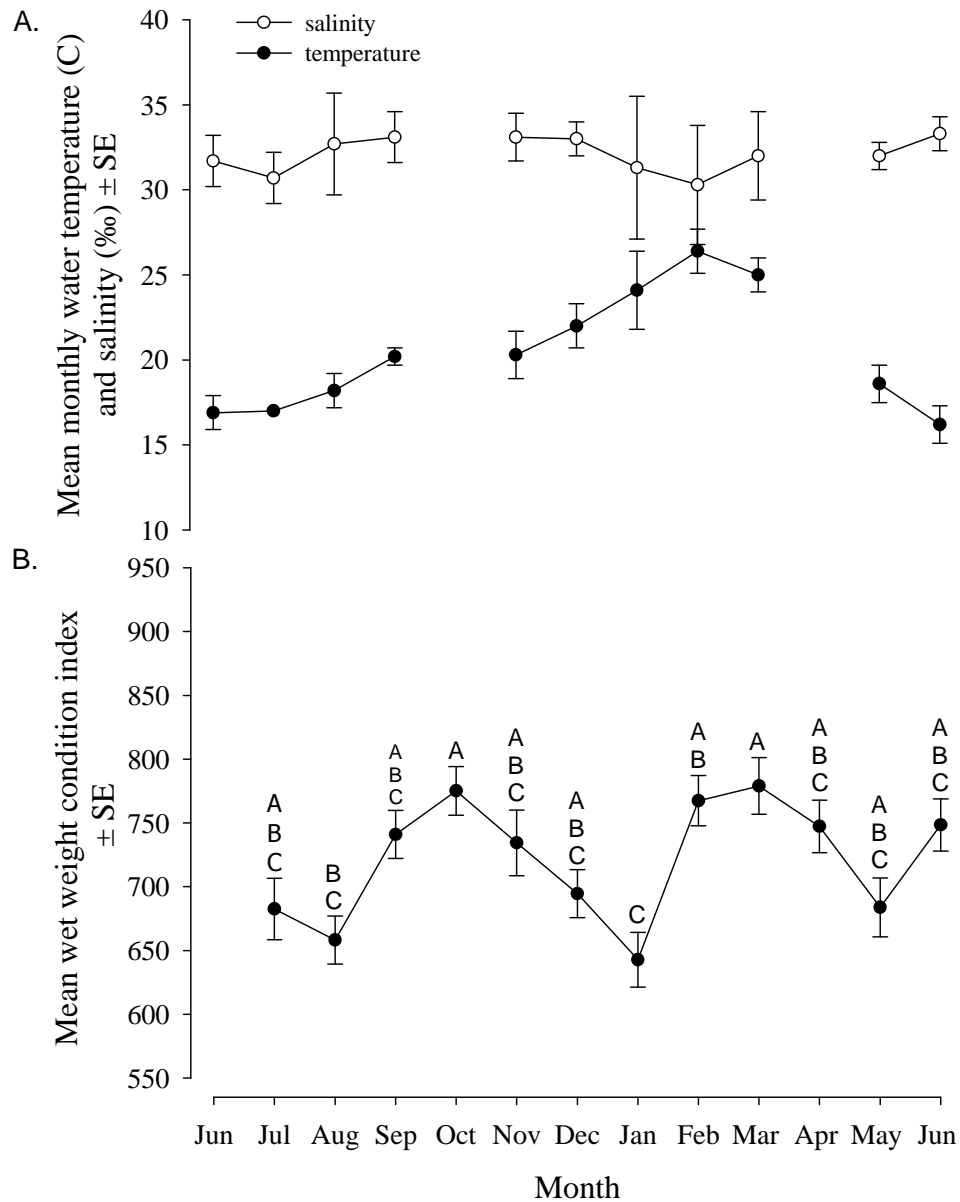 A.
salinity
temperature
Mean monthly water temperature (C)
and salinity (‰) ± SE
40
35
30
25
20
15
10
B.
Mean wet weight condition index
± SE
950
900
850
800
750
700
650
600
550
A
B
C
B
C
A
B
C
A
A
B
C
A
B
C
C
A
B
A
A
B
C
A
B
C
A
B
C
Jun Jul Aug Sep Oct Nov Dec Jan Feb Mar Apr May Jun
Month